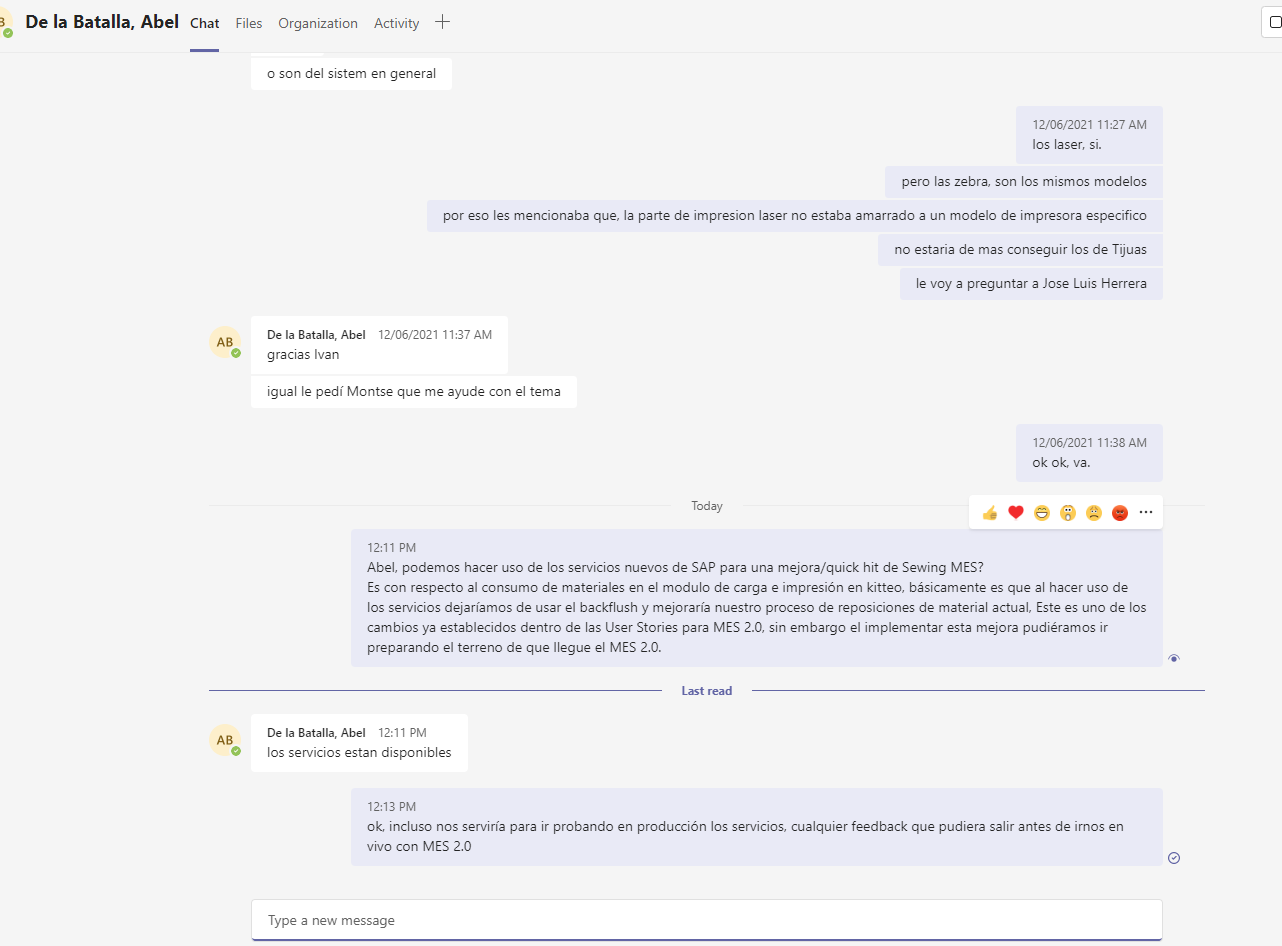 De la Batalla, Abel Chat Files Organization Activity
o son del sistem en general
12/06/2021 11:27 AM
los laser, si.
pero las zebra, son los mismos modelos
por eso les mencionaba que, la parte de impresion laser no estaba amarrado a un modelo de impresora especifico
no estaria de mas conseguir los de Tijuas
le voy a preguntar a Jose Luis Herrera
AB
De la Batalla, Abel 12/06/2021 11:37 AM
gracias Ivan
igual le pedí Montse que me ayude con el tema
12/06/2021 11:38 AM
ok ok, va.
Today
12:11 PM
Abel, podemos hacer uso de los servicios nuevos de SAP para una mejora/quick hit de Sewing MES?
Es con respecto al consumo de materiales en el modulo de carga e impresión en kitteo, básicamente es que al hacer uso de
los servicios dejaríamos de usar el backflush y mejoraría nuestro proceso de reposiciones de material actual, Este es uno de los
cambios ya establecidos dentro de las User Stories para MES 2.0, sin embargo el implementar esta mejora pudiéramos ir
preparando el terreno de que llegue el MES 2.0.
Last read
AB
De la Batalla, Abel 12:11 PM
los servicios estan disponibles
12:13 PM
ok, incluso nos serviría para ir probando en producción los servicios, cualquier feedback que pudiera salir antes de irnos en
vivo con MES 2.0
Type a new message